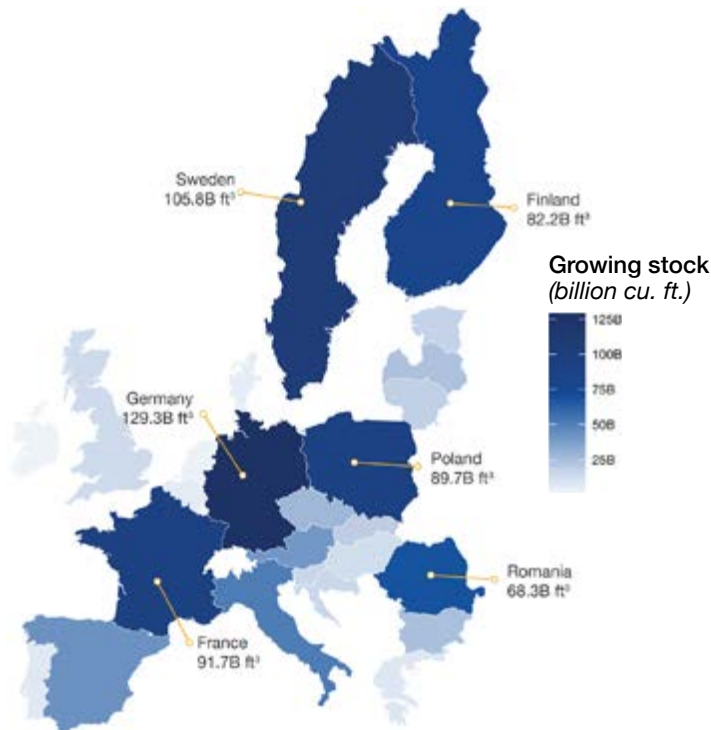 Sweden
105.8B ft³
Finland
82.2B ft³
Growing stock
(billion cu. ft.)
125B
100B
75B
50B
25B
Germany
129.3B ft³
Poland
89.7B ft³
Romania
68.3B ft³
France
91.7B ft³